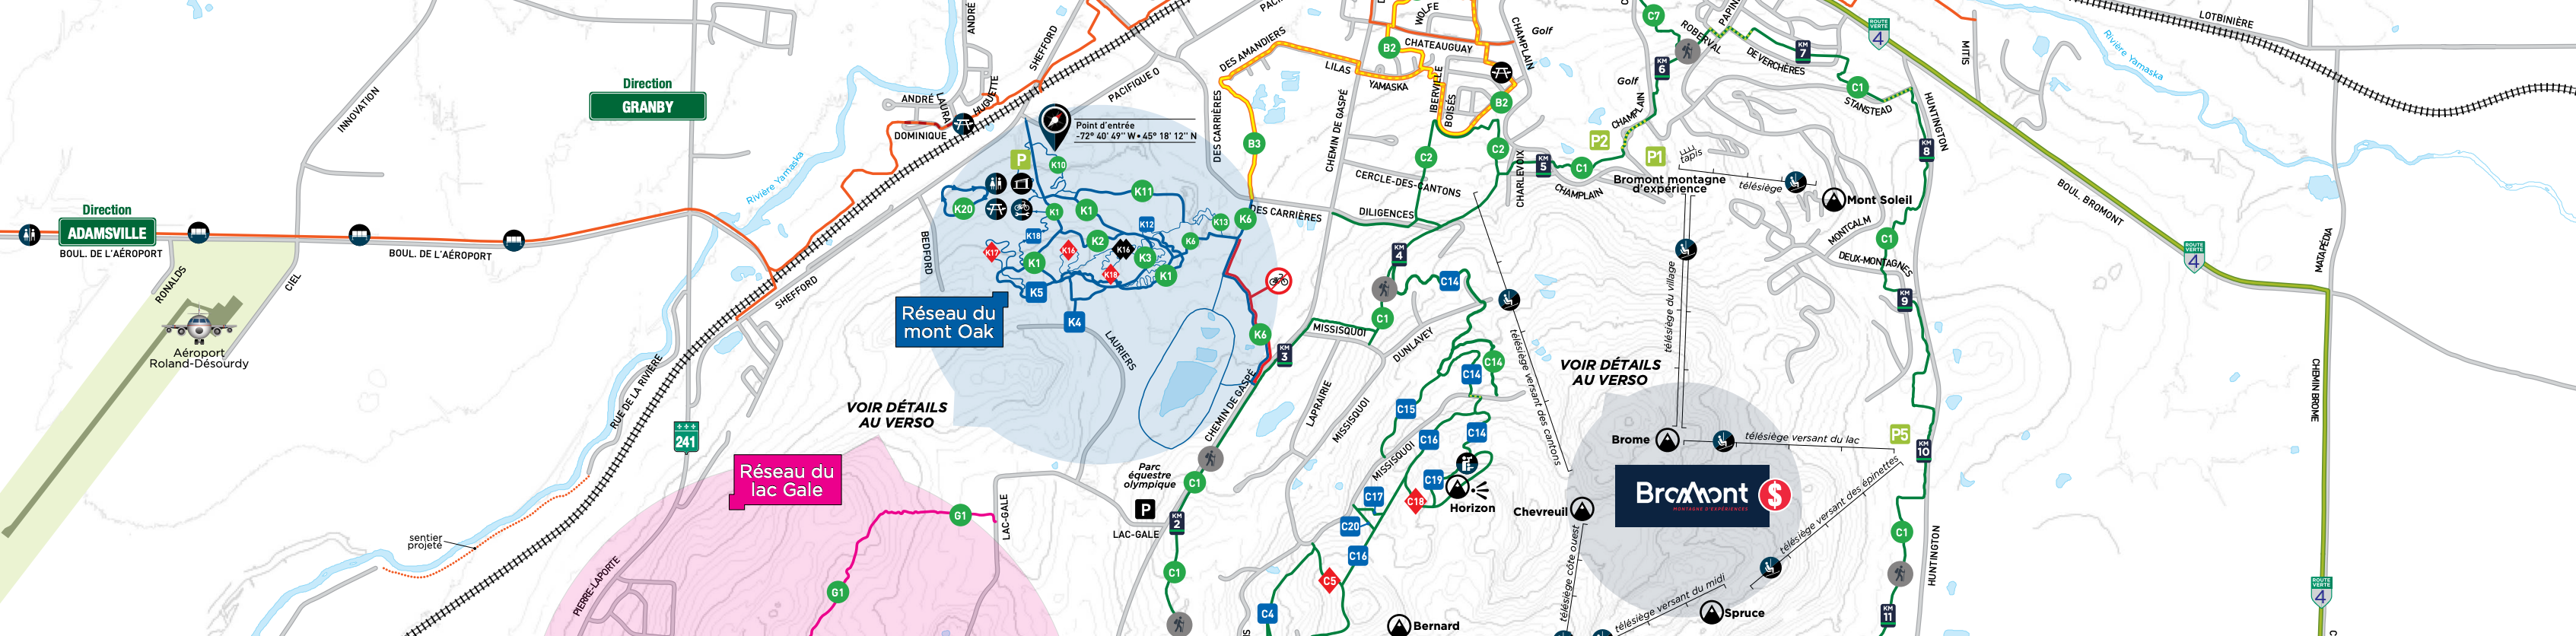 Direction
GRANBY
Direction
ADAMSVILLE
BOUL. DE L'AÉROPORT
BOUL. DE L'AÉROPORT
RONALDS
CIEL
INNOVATION
Aéroport
Roland-Désourdy
ANDRÉ
ANDRÉ
LAURA
HUGUETTE
DOMINIQUE
SHEFFORD
SHEFFORD
Rivière Yamaska
RUE DE LA RIVIÈRE
241
sentier
projeté
PIERRE-LAPORTE
VOIR DÉTAILS
AU VERSO
Réseau du
lac Gale
G1
G1
LAC-GALE
LAC-GALE
BEDFORD
Réseau du
mont Oak
LAURIERS
PACIFIQUE O
Point d'entrée
-72° 40' 49'' W • 45° 18' 12'' N
P
K10
K11
K20
K1
K1
K12
K13
K6
K18
K2
K16
K16
K6
K17
K1
K3
K18
K1
K5
K4
K6
DES AMANDIERS
DES CARRIÈRES
DES CARRIÈRES
B3
CHEMIN DE GASPÉ
CHEMIN DE GASPÉ
Parc
équestre
olympique
P
C1
KM
2
C1
KM
3
MISSISQUOI
MISSISQUOI
MISSISQUOI
LAPRAIRIE
DUNLAVEY
WOLFE
B2
CHATEAUGUAY
LILAS
YAMASKA
IBERVILLE
BOISÉS
B2
CHAMPLAIN
Golf
C2
C2
CERCLE-DES-CANTONS
DILIGENCES
CHARLEVOIX
KM
4
C1
C14
C14
C14
C14
C15
C16
C19
C18
C17
C20
C16
C5
C4
Horizon
Bernard
KM
5
C1
CHAMPLAIN
CHAMPLAIN
P2
P1
Golf
KM
6
C7
ROBERVAL
DE VERCHÈRES
KM
7
C1
STANSTEAD
HUNTINGTON
KM
8
tapis
Bromont montagne
d'expérience
télésiège
Mont Soleil
MONTCALM
DEUX-MONTAGNES
C1
KM
9
télésiège du village
télésiège versant des cantons
VOIR DÉTAILS
AU VERSO
Brome
télésiège versant du lac
P5
KM
10
BROMONT
MONTAGNE D'EXPÉRIENCES
$
Chevreuil
télésiège versant des épinettes
télésiège côte ouest
télésiège versant du midi
Spruce
C1
HUNTINGTON
KM
11
ROUTE
VERTE
4
ROUTE
VERTE
4
ROUTE
VERTE
4
BOUL. BROMONT
MITIS
LOTBINIÈRE
Rivière Yamaska
MATAPÉDIA
CHEMIN BROME